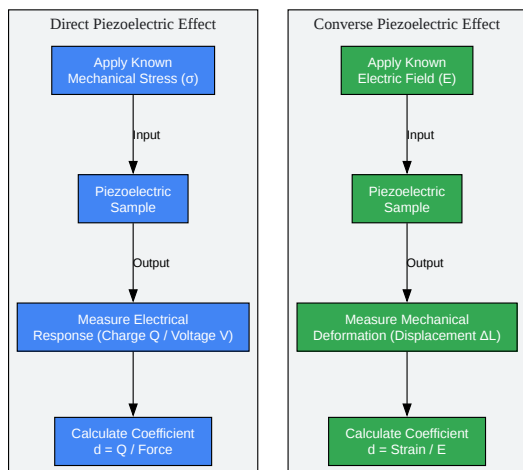 Direct Piezoelectric Effect
Apply Known
Mechanical Stress (σ)
Input
Piezoelectric
Sample
Output
Measure Electrical
Response (Charge Q / Voltage V)
Calculate Coefficient
d = Q / Force
Converse Piezoelectric Effect
Apply Known
Electric Field (E)
Input
Piezoelectric
Sample
Output
Measure Mechanical
Deformation (Displacement ΔL)
Calculate Coefficient
d = Strain / E